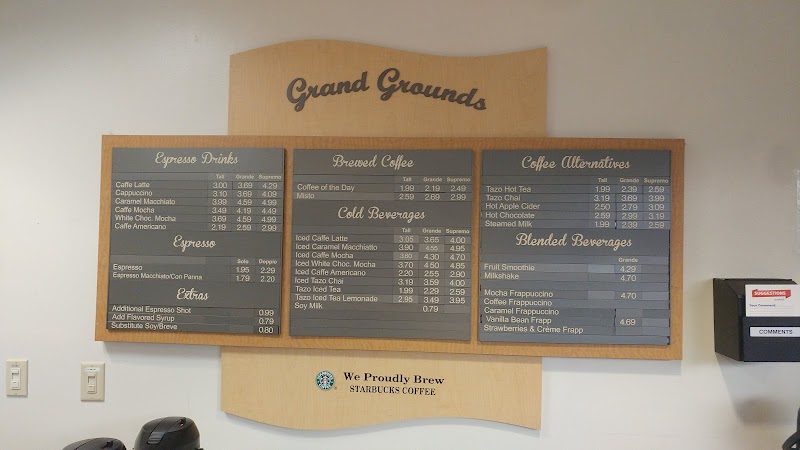 Grand Grounds
Espresso Drinks
Tall Grande Supremo
Caffe Latte 3.00 3.69 4.29
Cappuccino 3.10 3.69 4.09
Caramel Macchiato 3.99 4.59 4.99
Caffe Mocha 3.49 4.19 4.49
White Choc. Mocha 3.69 4.59 4.99
Caffe Americano 2.19 2.39 2.59
Espresso
Solo Doppio
Espresso 1.95 2.29
Espresso Macchiato/Con Panna 1.79 2.20
Extras
Additional Espresso Shot 0.99
Add Flavored Syrup 0.79
Substitute Soy/Breve 0.80
Brewed Coffee
Tall Grande Supremo
Coffee of the Day 1.99 2.19 2.49
Misto 2.59 2.69 2.99
Cold Beverages
Tall Grande Supremo
Iced Caffe Latte 3.05 3.65 4.00
Iced Caramel Macchiatto 3.90 4.55 4.95
Iced Caffe Mocha 3.60 4.30 4.70
Iced White Choc. Mocha 3.70 4.50 4.85
Iced Caffe Americano 2.20 2.55 2.90
Iced Tazo Chai 3.19 3.59 4.00
Tazo Iced Tea 1.99 2.29 2.59
Tazo Iced Tea Lemonade 2.95 3.49 3.95
Soy Milk 0.79
Coffee Alternatives
Tall Grande Supremo
Tazo Hot Tea 1.99 2.39 2.59
Tazo Chai 3.19 3.69 3.99
Hot Apple Cider 2.50 2.79 3.09
Hot Chocolate 2.59 2.99 3.19
Steamed Milk 1.99 2.79 2.99
Blended Beverages
Grande
Fruit Smoothie 4.29
Milkshake 4.70
Mocha Frappuccino 4.70
Coffee Frappuccino
Caramel Frappuccino
Vanilla Bean Frapp 4.69
Strawberries & Crème Frapp
We Proudly Brew
STARBUCKS COFFEE
SUGGESTIONS
COMMENTS